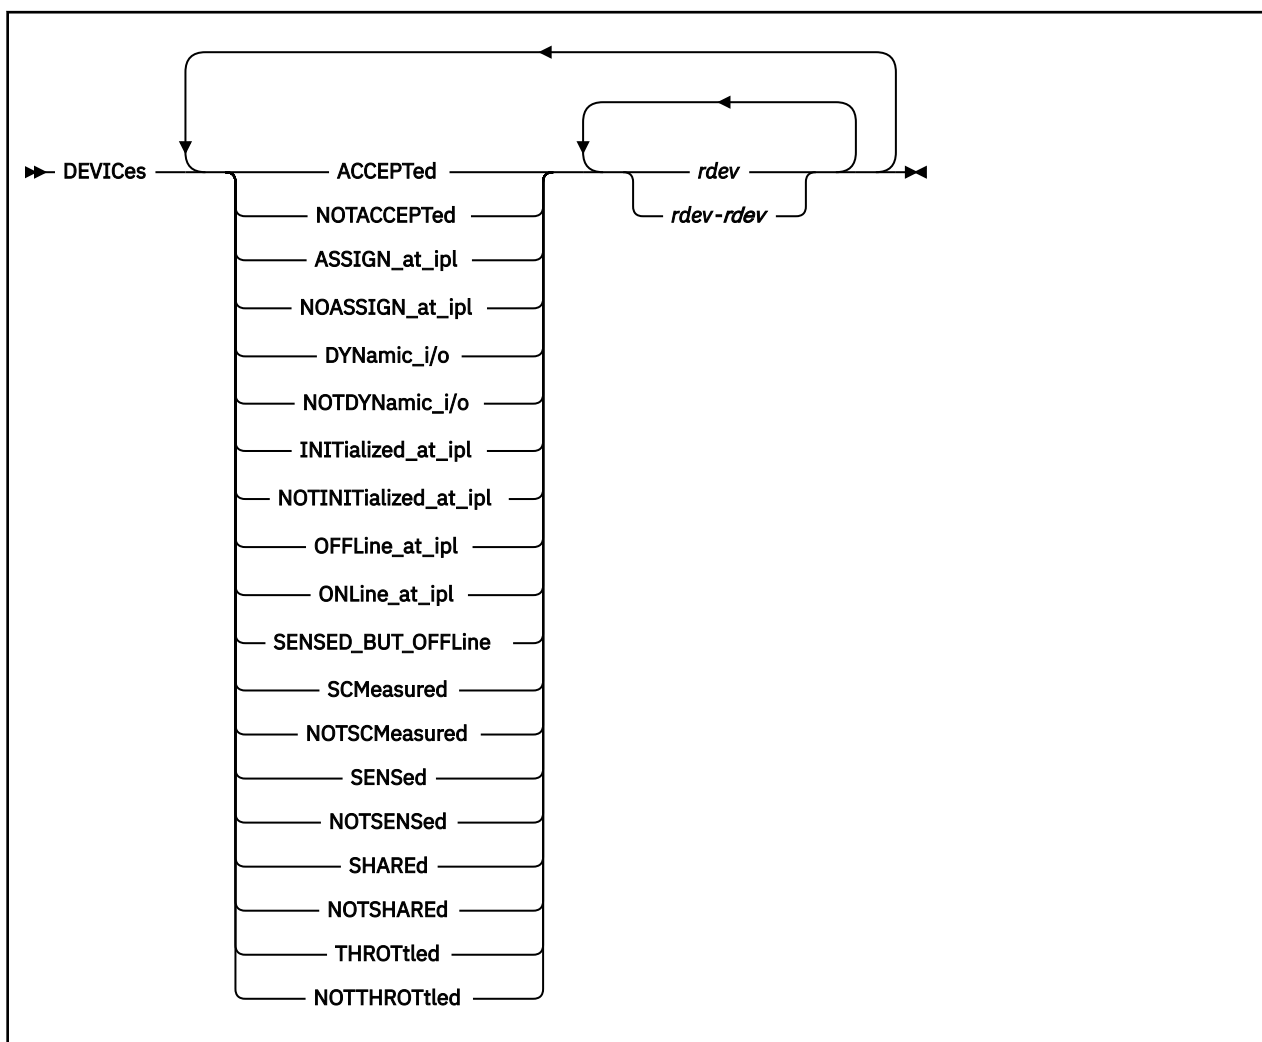 DEVICes ACCEPTed rdev
NOTACCEPTed rdev-rdev
ASSIGN_at_ipl
NOASSIGN_at_ipl
DYNamic_i/o
NOTDYNamic_i/o
INITialized_at_ipl
NOTINITialized_at_ipl
OFFLine_at_ipl
ONLine_at_ipl
SENSED_BUT_OFFLine
SCMeasured
NOTSCMeasured
SENSed
NOTSENSed
SHAREd
NOTSHAREd
THROTtled
NOTTHROTtled